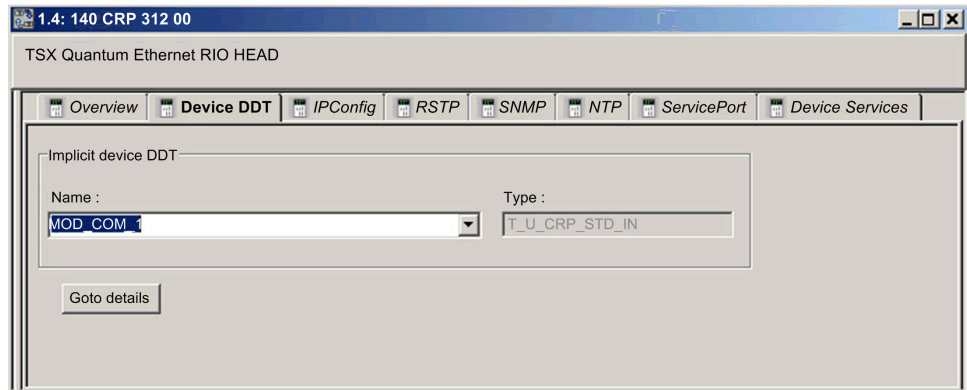 1.4: 140 CRP 312 00
TSX Quantum Ethernet RIO HEAD
Overview Device DDT IPConfig RSTP SNMP NTP ServicePort Device Services
Implicit device DDT
Name : Type :
MOD_COM_1 T_U_CRP_STD_IN
Goto details